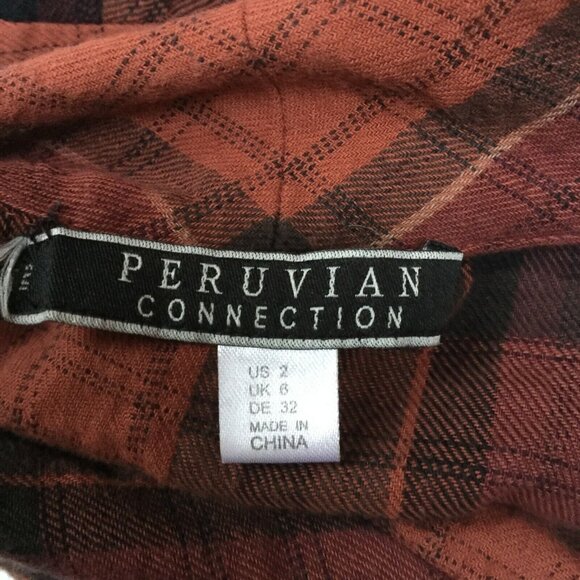 PERUVIAN
CONNECTION
US 2
UK 6
DE 32
MADE IN
CHINA